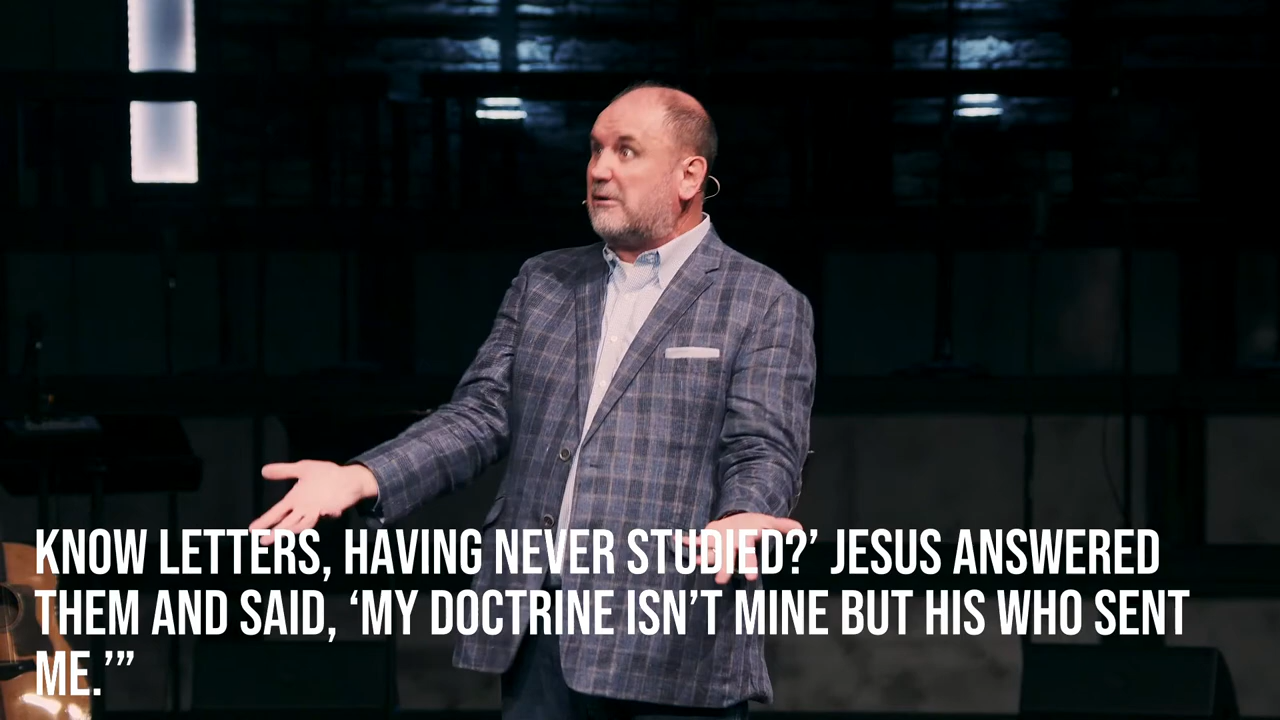 KNOW LETTERS, HAVING NEVER STUDIED?’ JESUS ANSWERED
THEM AND SAID, ‘MY DOCTRINE ISN’T MINE BUT HIS WHO SENT
ME.’”